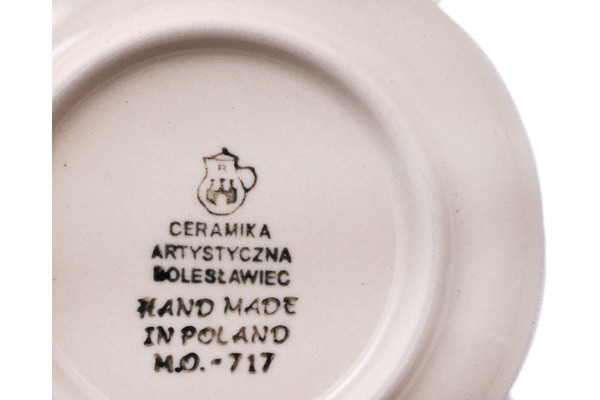 CERAMIKA
ARTYSTYCZNA
BOLESŁAWIEC
HAND MADE
IN POLAND
M.O. - 717